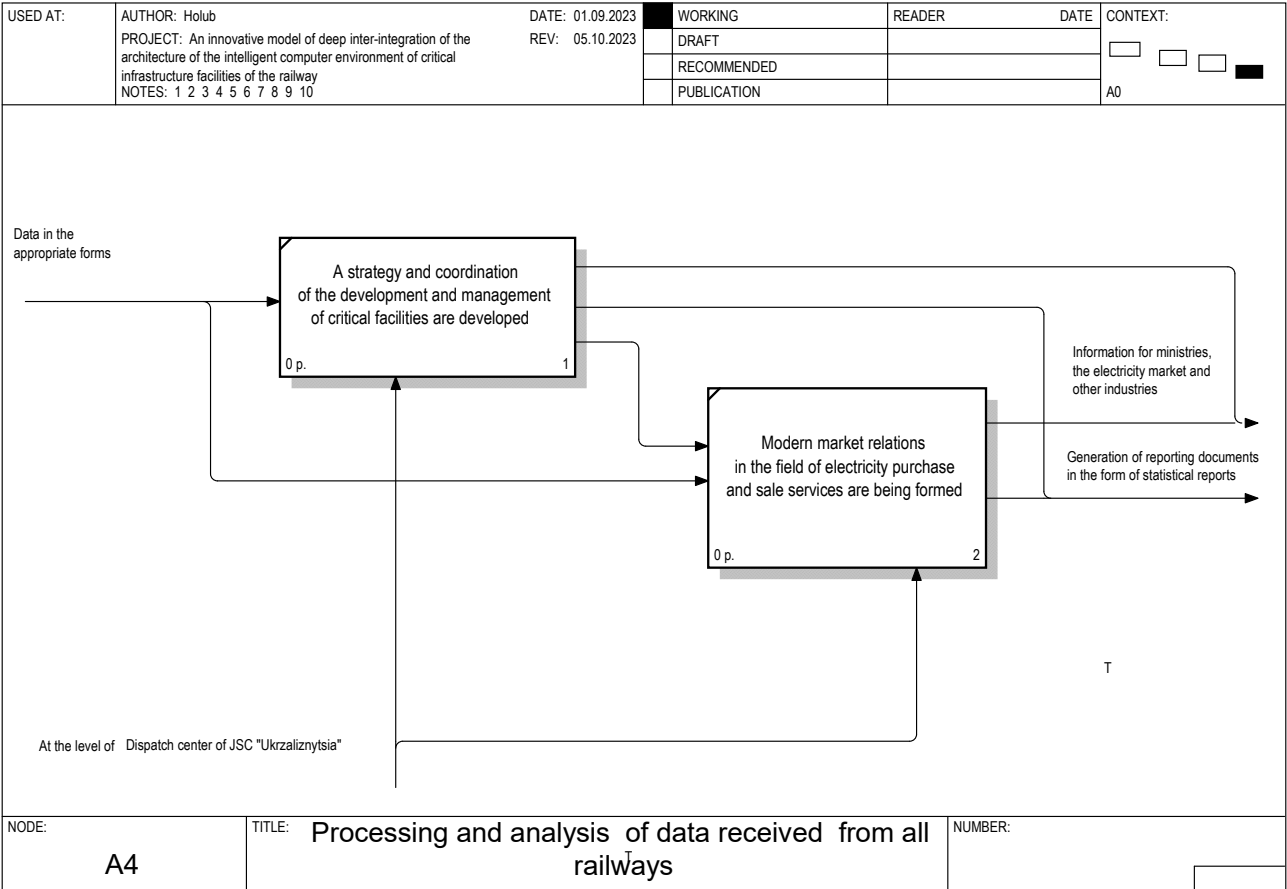 USED AT:
AUTHOR: Holub
DATE: 01.09.2023
PROJECT: An innovative model of deep inter-integration of the
architecture of the intelligent computer environment of critical
infrastructure facilities of the railway
REV: 05.10.2023
NOTES: 1 2 3 4 5 6 7 8 9 10
WORKING
DRAFT
RECOMMENDED
PUBLICATION
READER
DATE
CONTEXT:
A0
Data in the
appropriate forms
A strategy and coordination
of the development and management
of critical facilities are developed
0 p.
1
Information for ministries,
the electricity market and
other industries
Modern market relations
in the field of electricity purchase
and sale services are being formed
0 p.
2
Generation of reporting documents
in the form of statistical reports
T
At the level of Dispatch center of JSC "Ukrzaliznytsia"
NODE:
A4
TITLE:
Processing and analysis of data received from all
railways
T
NUMBER: